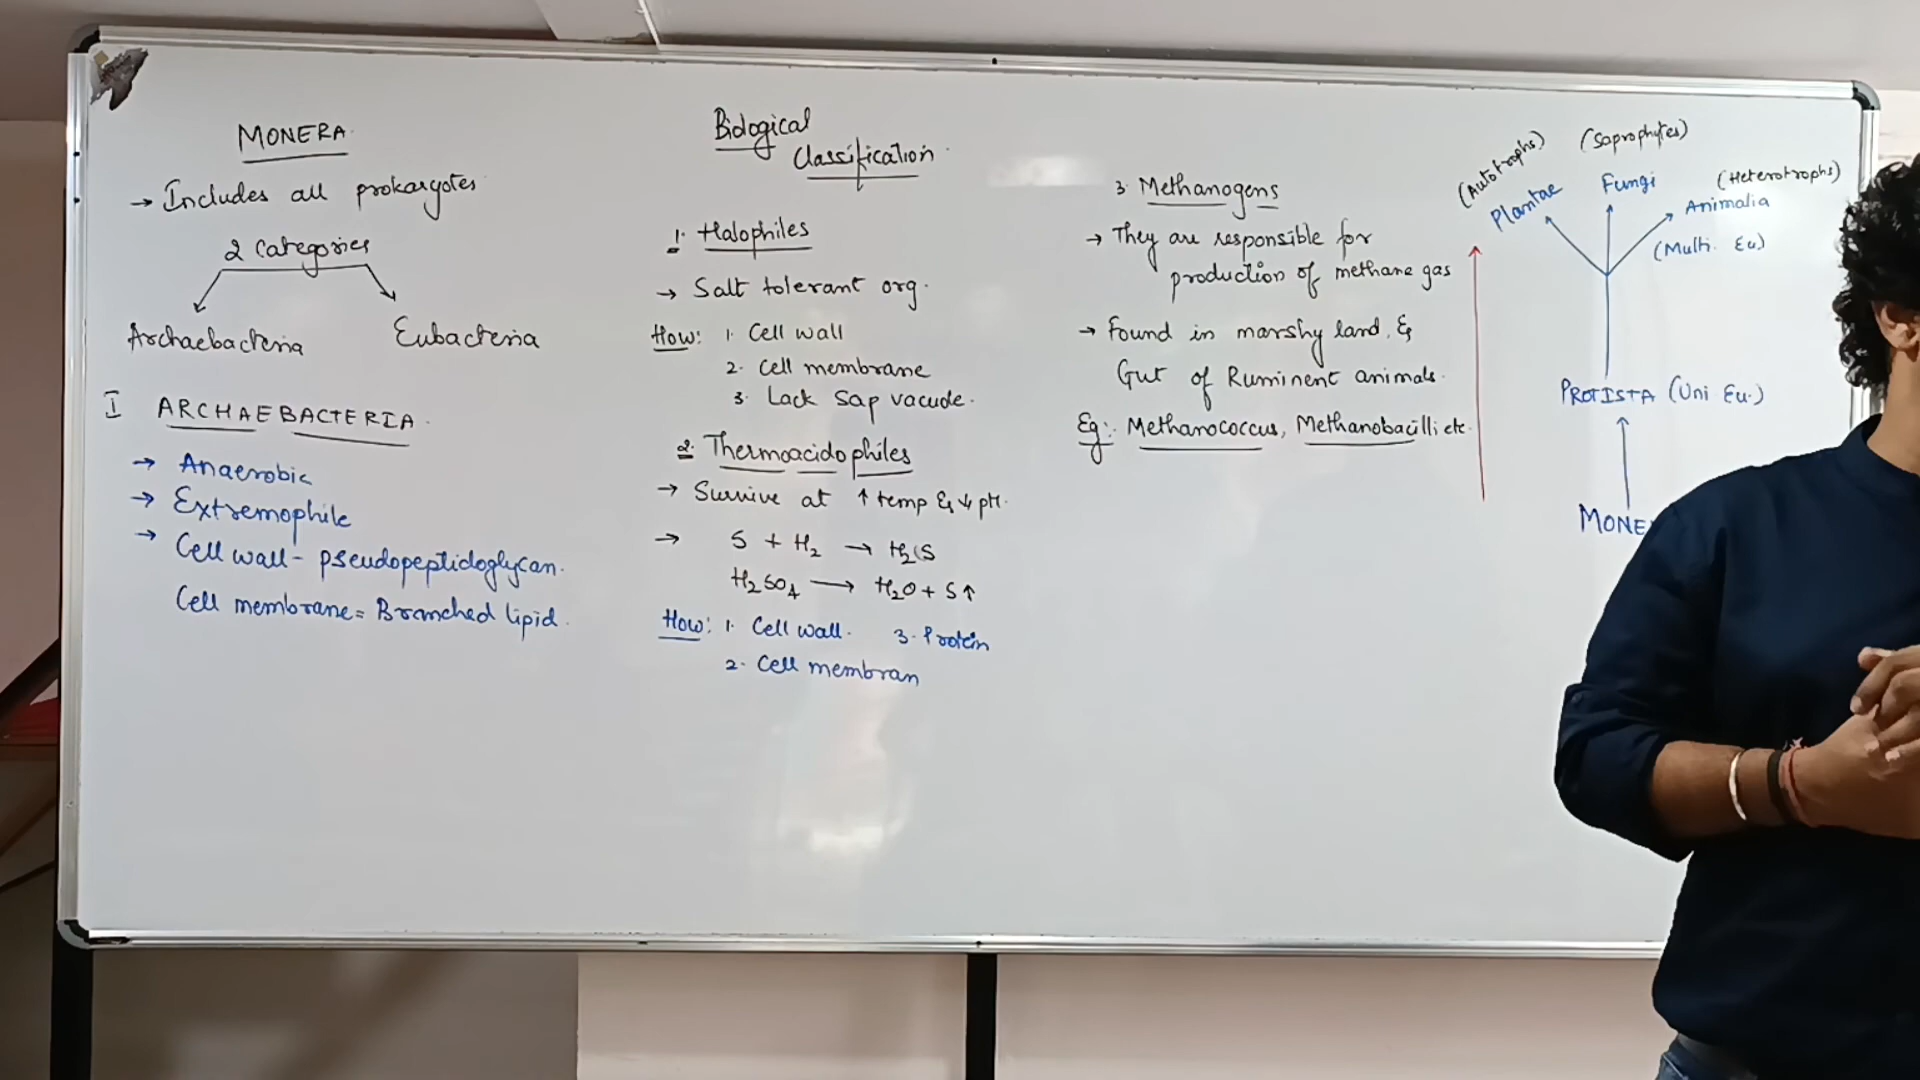 MONERA
→ Includes all prokaryotes
2 Categories
Archaebacteria
Eubacteria
I ARCHAEBACTERIA.
→ Anaerobic
→ Extremophile
→ Cell wall - pseudopeptidoglycan.
Cell membrane = Branched lipid.
Biological
Classification
1. Halophiles
→ Salt tolerant org.
How: 1. Cell wall
2. Cell membrane
3. Lack Sap vacuole.
2. Thermoacidophiles
→ Survive at ↑ temp & ↓ pH.
→ S + H₂ → H₂S
H₂SO₄ → H₂O + S↑
How: 1. Cell wall. 3. Protein
2. Cell membran
3. Methanogens
→ They are responsible for
production of methane gas
→ Found in marshy land. &
Gut of Ruminent animals.
Eg:- Methanococcus, Methanobacilli etc.
(Autotrophs)
Plantae
(Saprophytes)
Fungi
(Heterotrophs)
Animalia
(Multi. Eu)
PROTISTA (Uni Eu.)
MONE